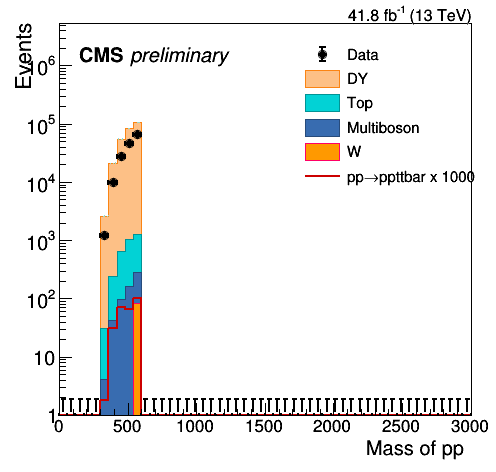 41.8 fb⁻¹ (13 TeV)
Events
CMS preliminary
Data
DY
Top
Multiboson
W
pp→ppttbar x 1000
10⁶
10⁵
10⁴
10³
10²
10
1
0 500 1000 1500 2000 2500 3000
Mass of pp